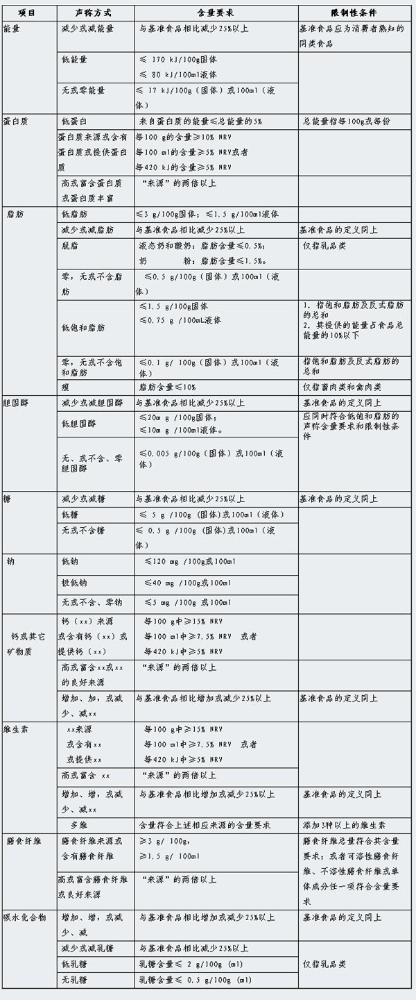 项目 声称方式 含量要求 限制性条件
能量 减少或减能量 与基准食品相比减少25%以上 基准食品应为消费者熟知的
同类食品
低能量 ≤ 170 kJ/100g固体
≤ 80 kJ/100ml液体
无或零能量 ≤ 17 kJ/100g（固体）或100ml（液
体）
蛋白质 低蛋白 来自蛋白质的能量≤总能量的5% 总能量指每100g或每份
蛋白质来源或含有 每100 g的含量≥10% NRV
蛋白质或提供蛋白 每100 ml的含量≥5% NRV或者
质 每420 kJ的含量≥5% NRV
高或富含蛋白质 “来源”的两倍以上
或蛋白质丰富
脂肪 低脂肪 ≤3 g/100g固体；≤1.5 g/100ml液体
减少或减脂肪 与基准食品相比减少25%以上 基准食品的定义同上
脱脂 液态奶和酸奶：脂肪含量≤0.5%； 仅指乳品类
奶 粉：脂肪含量≤1.5%。
零，无或不含脂 ≤0.5 g/100g（固体）或100ml（液
肪 体）
低饱和脂肪 ≤1.5 g/100g固体
≤0.75 g /100mL液体
1. 指饱和脂肪及反式脂肪
的总和
2. 其提供的能量占食品总
能量的10%以下
零，无或不含饱 ≤0.1 g/ 100g（固体）或100ml（液 指饱和脂肪及反式脂肪的
和脂肪 体） 总和
瘦 脂肪含量≤10% 仅指畜肉类和禽肉类
胆固醇 减少或减胆固醇 与基准食品相比减少25%以上 基准食品的定义同上
低胆固醇 ≤20m g /100g固体；
≤10m g /100ml液体。
应同时符合低饱和脂肪的
声称含量要求和限制性条
件
无、或不含、零 ≤0.005 g/100g（固体）或100ml（液
胆固醇 体）
糖 减少或减糖 与基准食品相比减少25%以上 基准食品的定义同上
低糖 ≤ 5 g /100g (固体)或100ml（液体）
无或不含糖 ≤ 0.5 g /100g (固体)或100ml（液
体）
钠 低钠 ≤120 mg /100g或100ml
极低钠 ≤40 mg /100g或100ml
无或不含、零钠 ≤5 mg /100g 或100ml
钙或其它
矿物质
钙（xx）来源 每100 g中≥15% NRV
或含有钙（xx）或 每100 ml中≥7.5% NRV 或者
提供钙（xx） 每420 kJ中≥5% NRV
高或富含xx或xx “来源”的两倍以上
的良好来源
增加、加，或减 与基准食品相比增加或减少25%以上 基准食品的定义同上
少、减xx
维生素 xx来源 每100 g中≥15% NRV
或含有xx 每100 ml中≥7.5% NRV 或者
或提供xx 每420 kJ中≥5% NRV
高或富含 xx “来源”的两倍以上
增加、增，或减 与基准食品相比增加或减少25%以上 基准食品的定义同上
少、减xx
多维 含量符合上述相应来源的含量要求 添加3种以上的维生素
膳食纤维 膳食纤维来源或 ≥3 g/ 100g，
含有膳食纤维 ≥1.5 g/ 100ml
膳食纤维总量符合其含量
要求；或者可溶性膳食纤
维、不溶性膳食纤维或单
体成分任一项符合含量要
求
高或富含膳食纤维 “来源”的两倍以上
或良好来源
碳水化合物 增加、增，或减 与基准食品相比增加或减少25%以上 基准食品的定义同上
少、减
减少或减乳糖 与基准食品相比减少25%以上
低乳糖 乳糖含量≤ 2 g/100g (ml) 仅指乳品类
无乳糖 乳糖含量≤ 0.5 g/100g (ml)